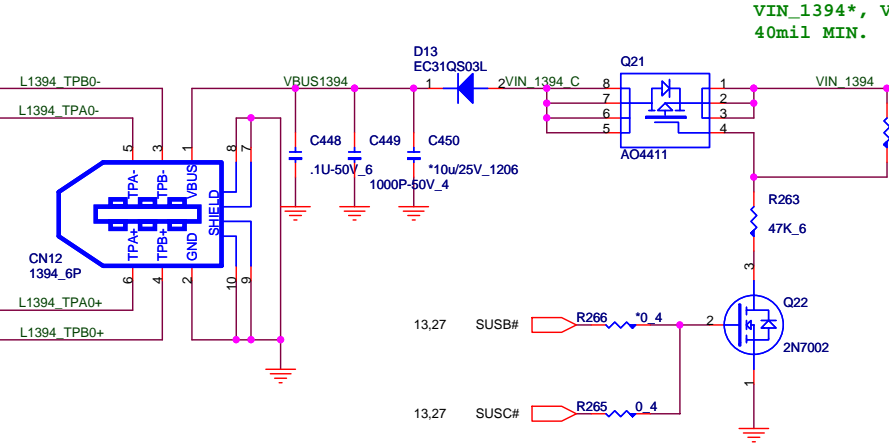 VIN_1394*, V
40mil MIN.
D13
EC31QS03L
Q21
L1394_TPB0-
VBUS1394
1
2
VIN_1394_C
8
7
6
5
1
2
3
4
VIN_1394
L1394_TPA0-
AO4411
C448
C449
C450
.1U-50V_6
*10u/25V_1206
1000P-50V_4
5
3
1
8
7
TPA-
TPB-
VBUS
SHIELD
TPA+
TPB+
GND
6
4
2
10
9
CN12
1394_6P
R263
47K_6
L1394_TPA0+
L1394_TPB0+
3
Q22
2
2N7002
1
13,27 SUSB#
R266
*0_4
13,27 SUSC#
R265
0_4